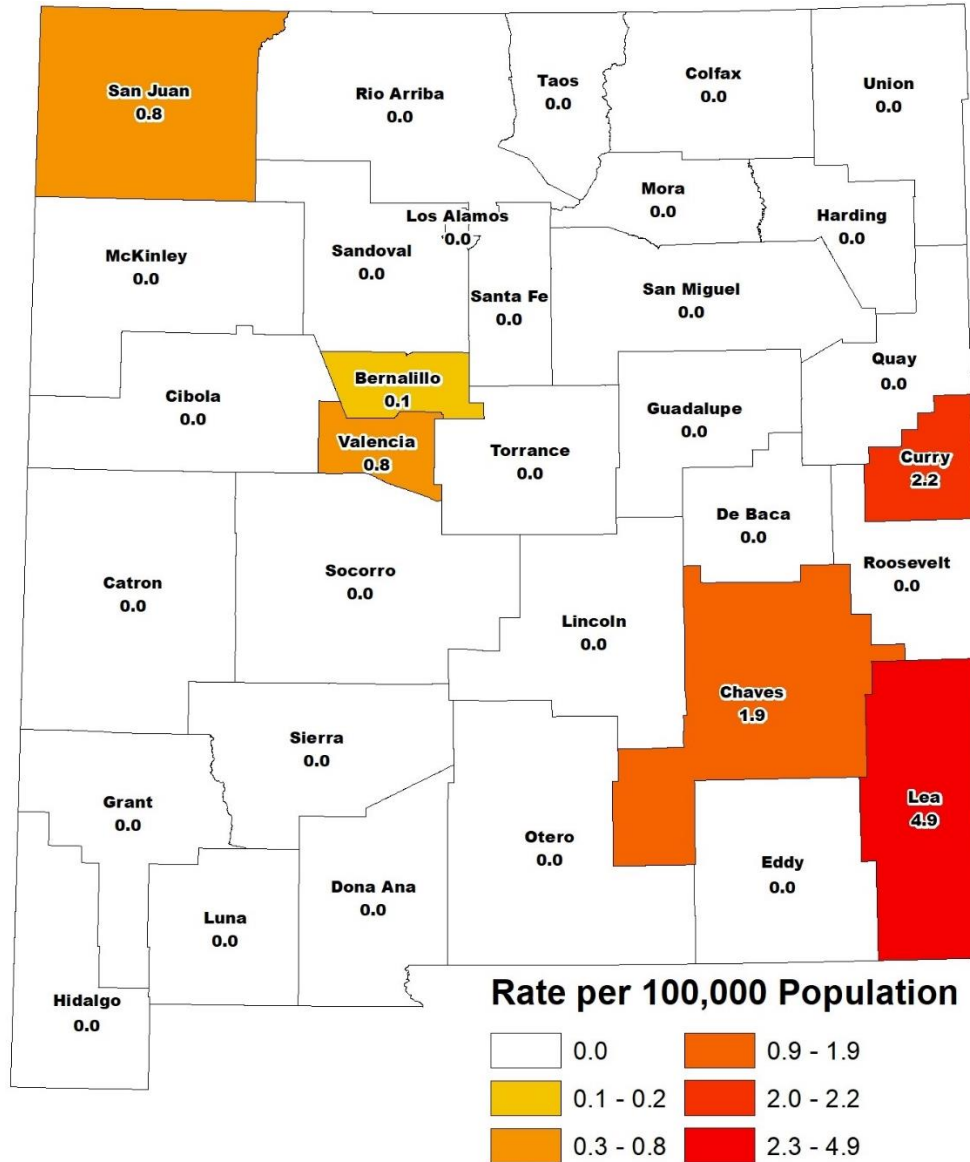 San Juan
0.8
Rio Arriba
0.0
Taos
0.0
Colfax
0.0
Union
0.0
Mora
0.0
Harding
0.0
Los Alamos
0.0
McKinley
0.0
Sandoval
0.0
Santa Fe
0.0
San Miguel
0.0
Quay
0.0
Bernalillo
0.1
Cibola
0.0
Guadalupe
0.0
Valencia
0.8
Torrance
0.0
Curry
2.2
De Baca
0.0
Roosevelt
0.0
Catron
0.0
Socorro
0.0
Lincoln
0.0
Chaves
1.9
Sierra
0.0
Grant
0.0
Otero
0.0
Lea
4.9
Eddy
0.0
Dona Ana
0.0
Luna
0.0
Hidalgo
0.0
Rate per 100,000 Population
0.0
0.9 - 1.9
0.1 - 0.2
2.0 - 2.2
0.3 - 0.8
2.3 - 4.9